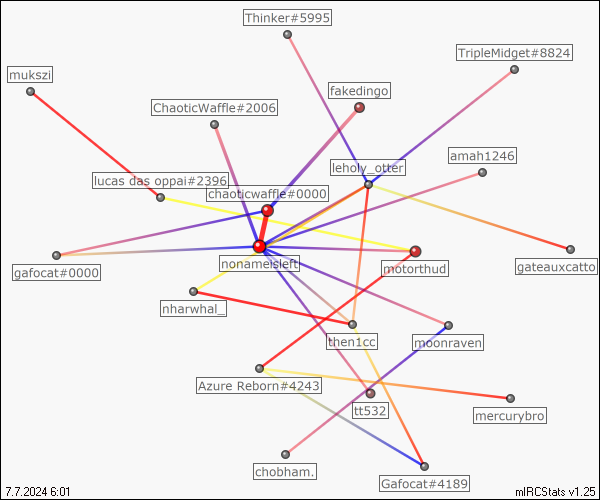 Thinker#5995
TripleMidget#8824
mukszi
fakedingo
ChaoticWaffle#2006
amah1246
leholy_otter
lucas das oppai#2396
chaoticwaffle#0000
nonameisleft
motorthud
gafocat#0000
gateauxcatto
nharwhal_
then1cc
moonraven
Azure Reborn#4243
tt532
mercurybro
chobham.
Gafocat#4189
7.7.2024 6:01
mIRCStats v1.25